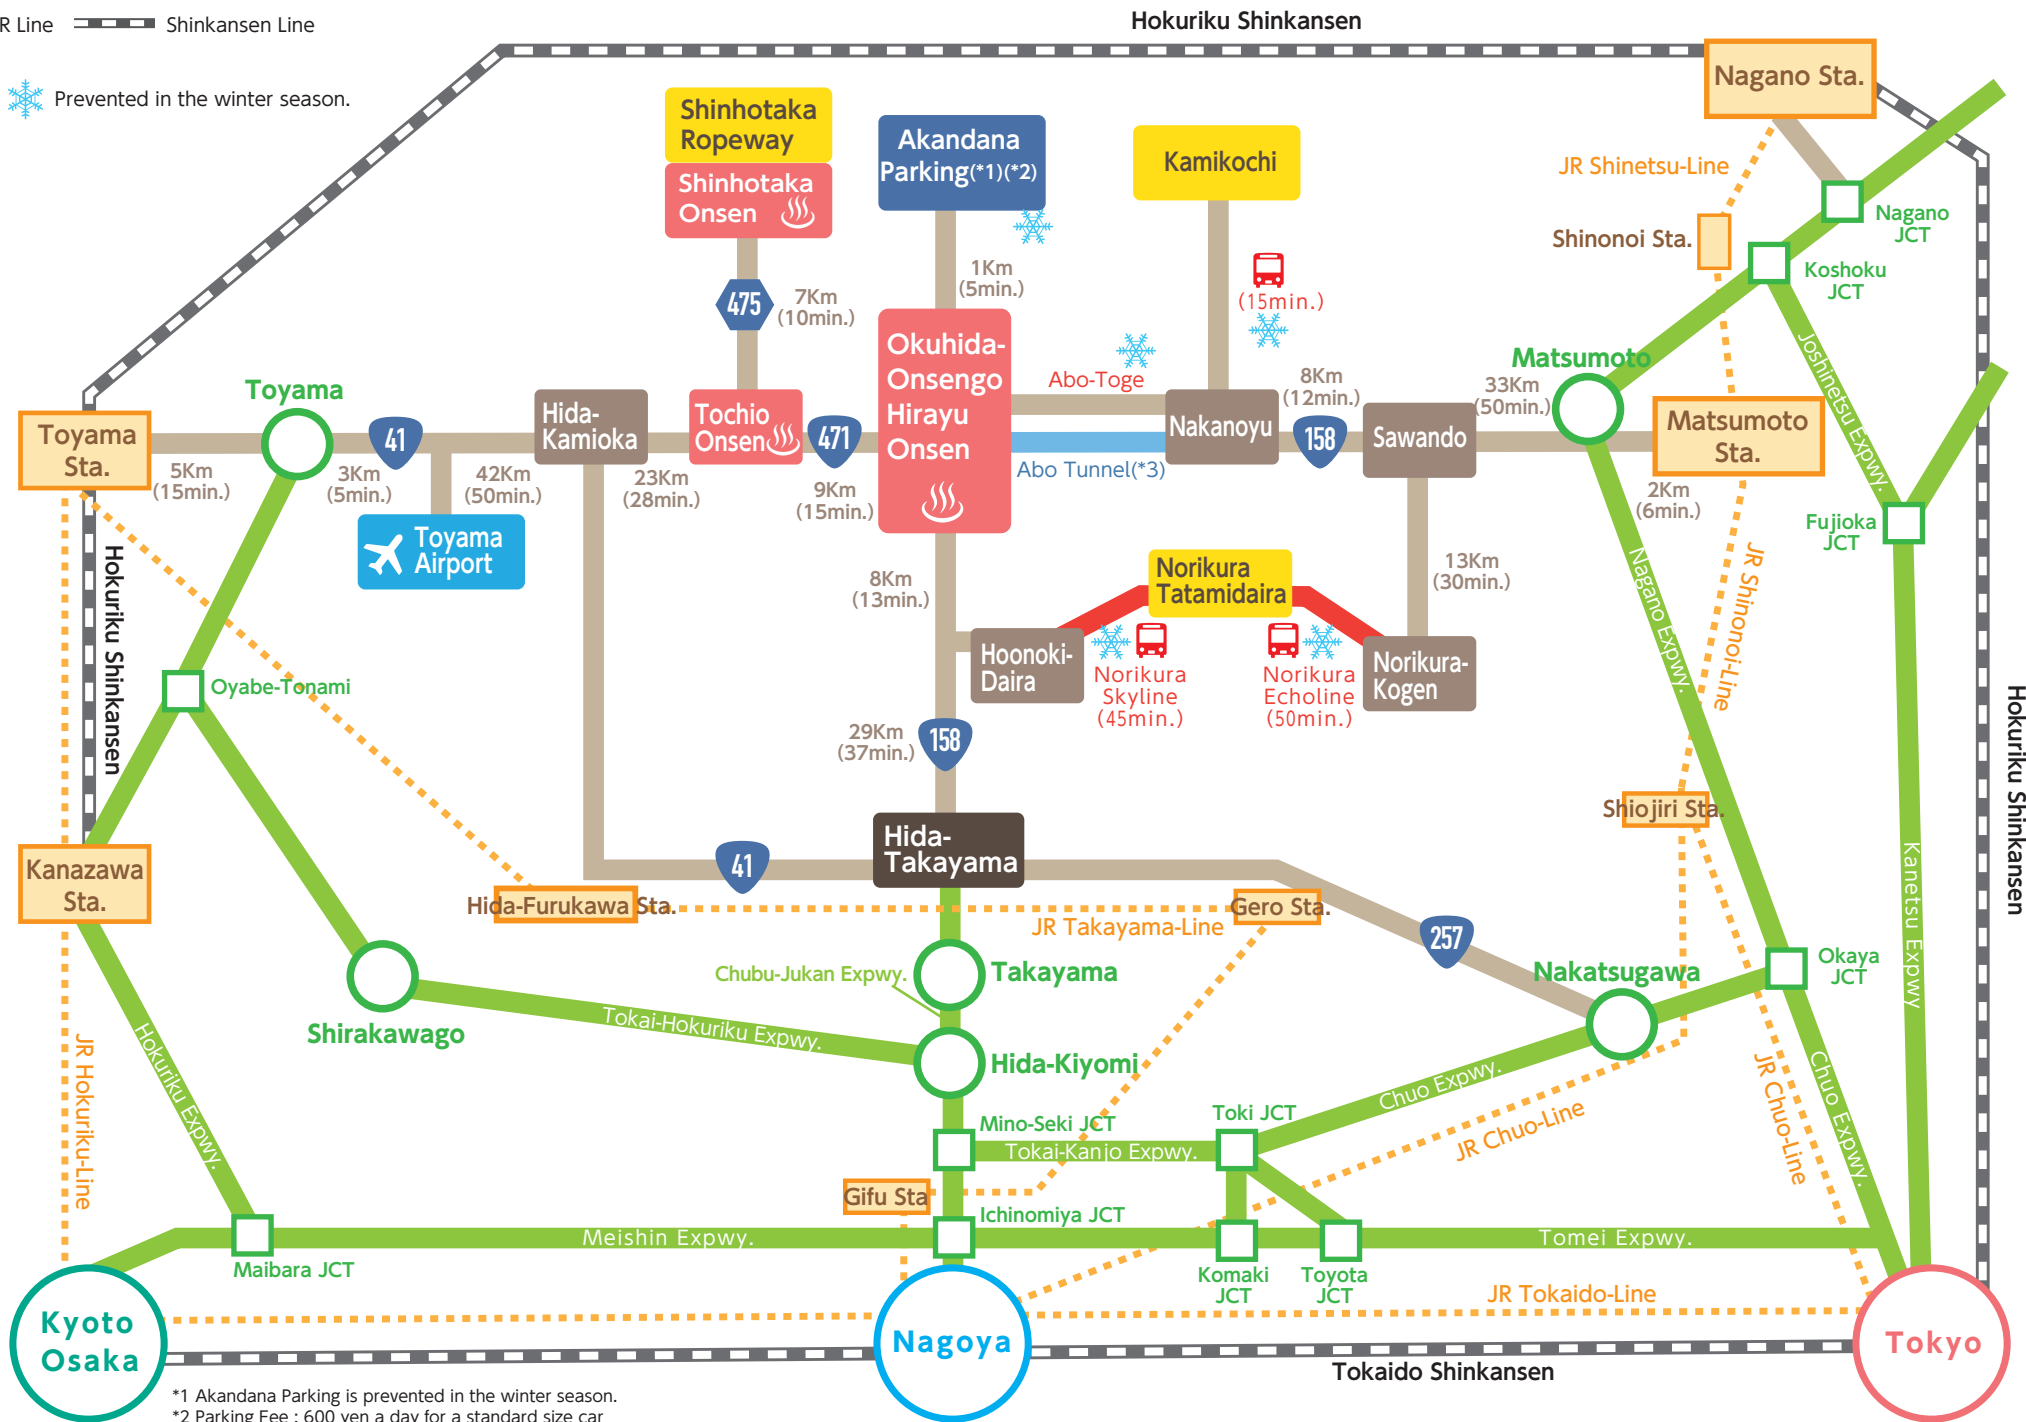 R Line
Shinkansen Line
Prevented in the winter season.
Hokuriku Shinkansen
Nagano Sta.
Shinhotaka
Ropeway
Shinhotaka
Onsen
Akandana
Parking(*1)(*2)
Kamikochi
JR Shinetsu-Line
Nagano
JCT
Shinonoi Sta.
Koshoku
JCT
475
7Km
(10min.)
1Km
(5min.)
(15min.)
Okuhida-
Onsengo
Hirayu
Onsen
Abo-Toge
Abo Tunnel(*3)
Nakanoyu
8Km
(12min.)
158
Sawando
33Km
(50min.)
Matsumoto
Matsumoto
Sta.
2Km
(6min.)
Joshinetsu Expwy.
Fujioka
JCT
Toyama
Toyama
Sta.
5Km
(15min.)
3Km
(5min.)
41
42Km
(50min.)
Toyama
Airport
Hida-
Kamioka
23Km
(28min.)
Tochio
Onsen
471
9Km
(15min.)
8Km
(13min.)
Norikura
Tatamidaira
13Km
(30min.)
Hoonoki-
Daira
Norikura
Skyline
(45min.)
Norikura
Echoline
(50min.)
Norikura-
Kogen
Nagano Expwy.
JR Shinonoi-Line
Hokuriku Shinkansen
Hokuriku Shinkansen
Oyabe-Tonami
29Km
(37min.)
158
Shiojiri Sta.
Kanetsu Expwy
Kanazawa
Sta.
Hida-
Takayama
41
Hida-Furukawa Sta.
Gero Sta.
JR Takayama-Line
257
Chubu-Jukan Expwy.
Takayama
Nakatsugawa
Okaya
JCT
Shirakawago
Tokai-Hokuriku Expwy.
Hida-Kiyomi
JR Hokuriku-Line
Hokuriku Expwy.
Chuo Expwy.
JR Chuo-Line
Chuo Expwy.
JR Chuo-Line
Mino-Seki JCT
Toki JCT
Tokai-Kanjo Expwy.
Gifu Sta
Ichinomiya JCT
Meishin Expwy.
Tomei Expwy.
Maibara JCT
Komaki
JCT
Toyota
JCT
JR Tokaido-Line
Kyoto
Osaka
Nagoya
Tokyo
Tokaido Shinkansen
*1 Akandana Parking is prevented in the winter season.
*2 Parking Fee : 600 yen a day for a standard size car